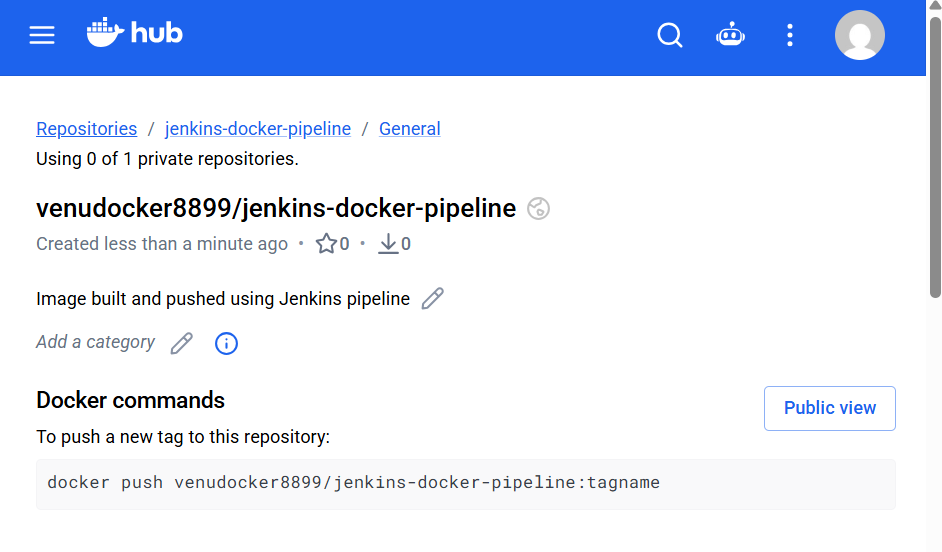 hub
Repositories / jenkins-docker-pipeline / General
Using 0 of 1 private repositories.
venudocker8899/jenkins-docker-pipeline
Created less than a minute ago • 0 • 0
Image built and pushed using Jenkins pipeline
Add a category
Docker commands
Public view
To push a new tag to this repository:
docker push venudocker8899/jenkins-docker-pipeline:tagname